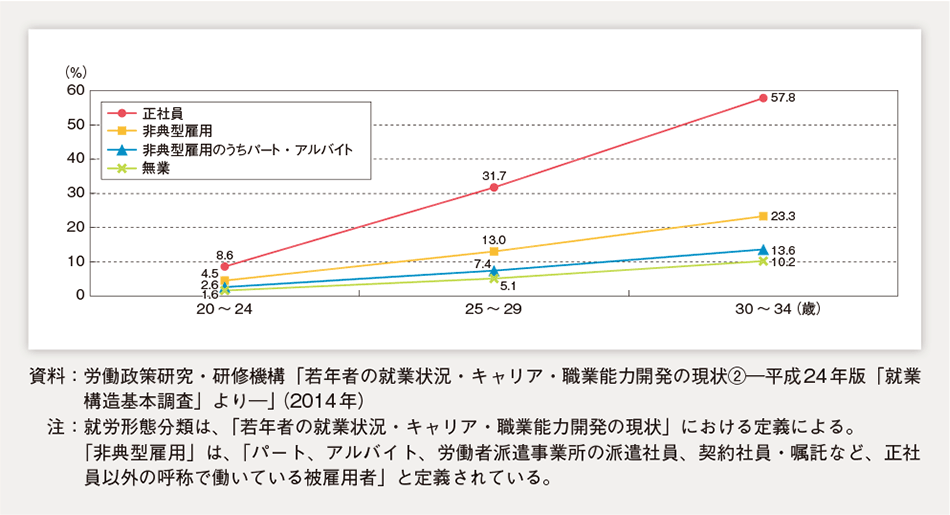 (%)
60
50
40
30
20
10
0
正社員
非典型雇用
非典型雇用のうちパート・アルバイト
無業
8.6
4.5
2.6
1.6
31.7
13.0
7.4
5.1
57.8
23.3
13.6
10.2
20～24
25～29
30～34（歳）
資料：労働政策研究・研修機構「若年者の就業状況・キャリア・職業能力開発の現状②―平成24年版「就業
構造基本調査」より―」（2014年）
注：就労形態分類は、「若年者の就業状況・キャリア・職業能力開発の現状」における定義による。
「非典型雇用」は、「パート、アルバイト、労働者派遣事業所の派遣社員、契約社員・嘱託など、正社
員以外の呼称で働いている被雇用者」と定義されている。